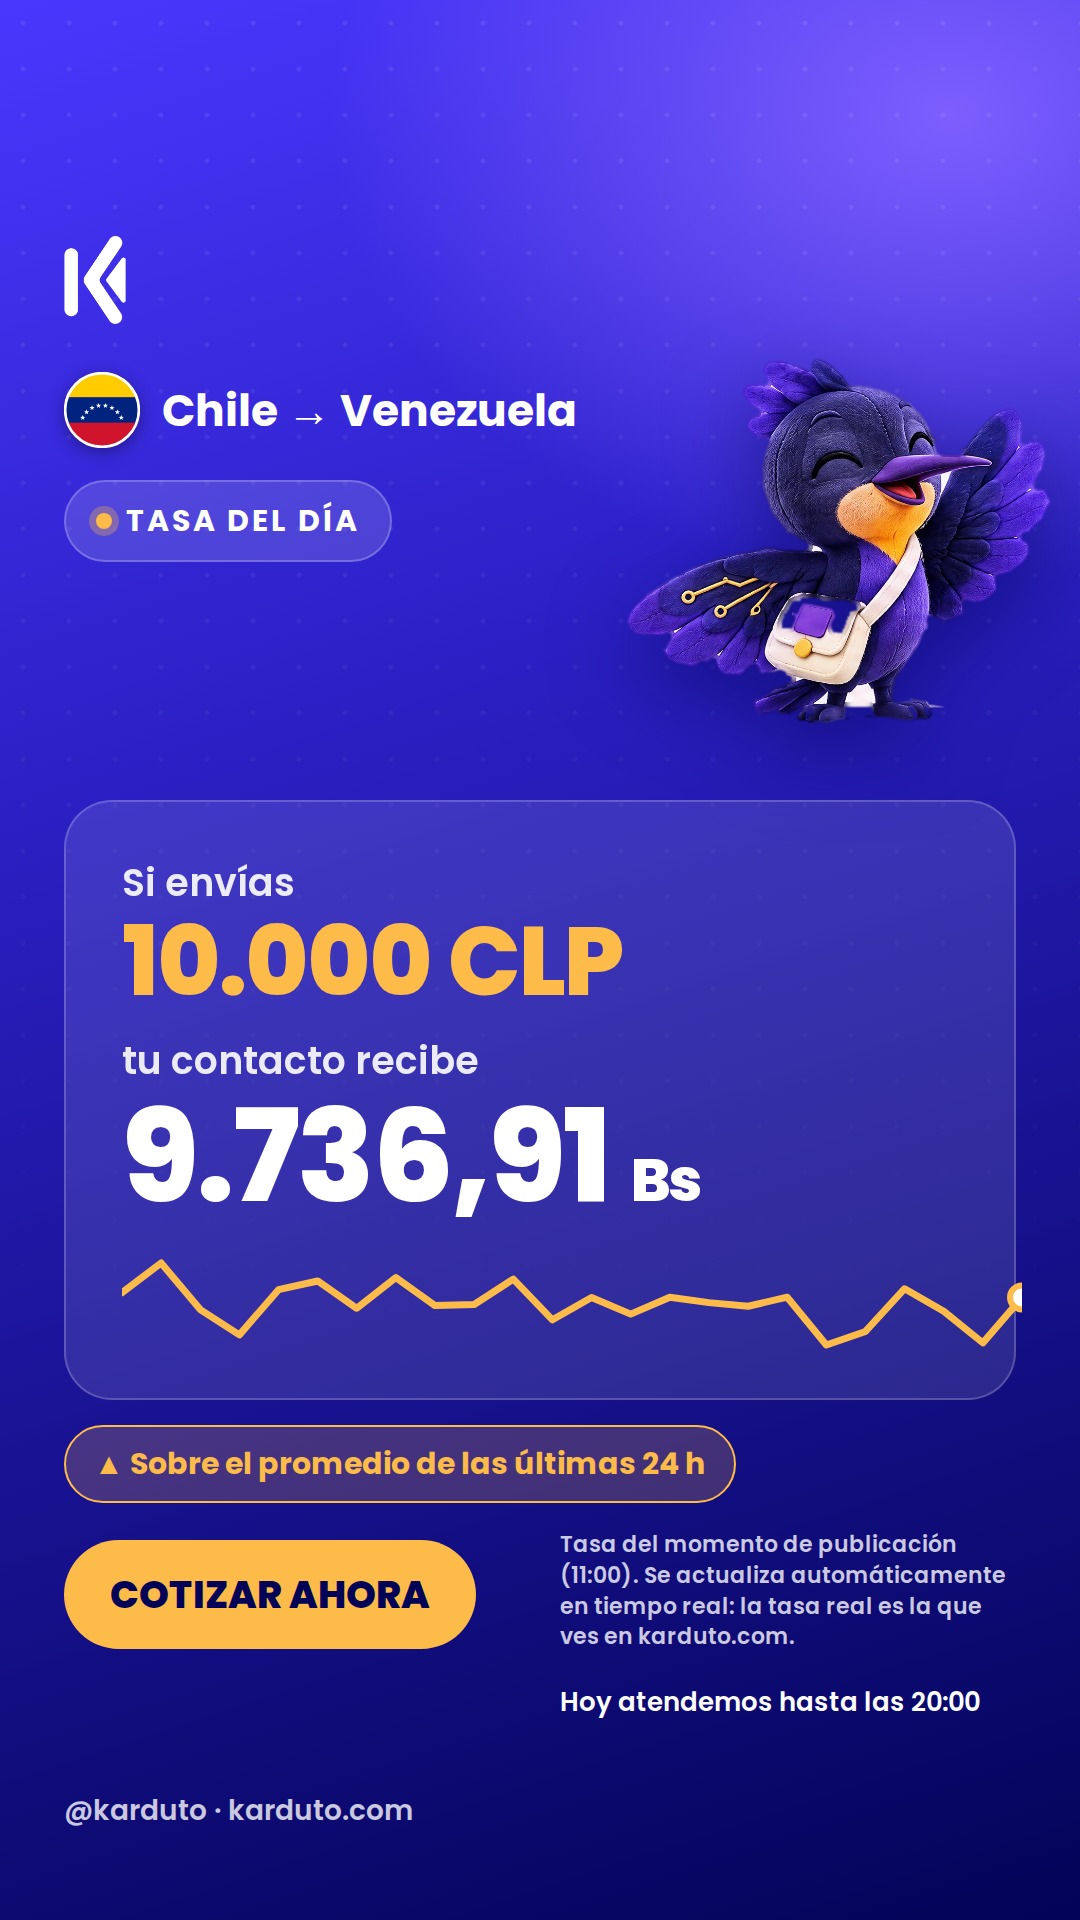 Chile → Venezuela
TASA DEL DÍA
Si envías
10.000 CLP
tu contacto recibe
9.736,91 Bs
▲ Sobre el promedio de las últimas 24 h
COTIZAR AHORA
Tasa del momento de publicación
(11:00). Se actualiza automáticamente
en tiempo real: la tasa real es la que
ves en karduto.com.
Hoy atendemos hasta las 20:00
@karduto · karduto.com